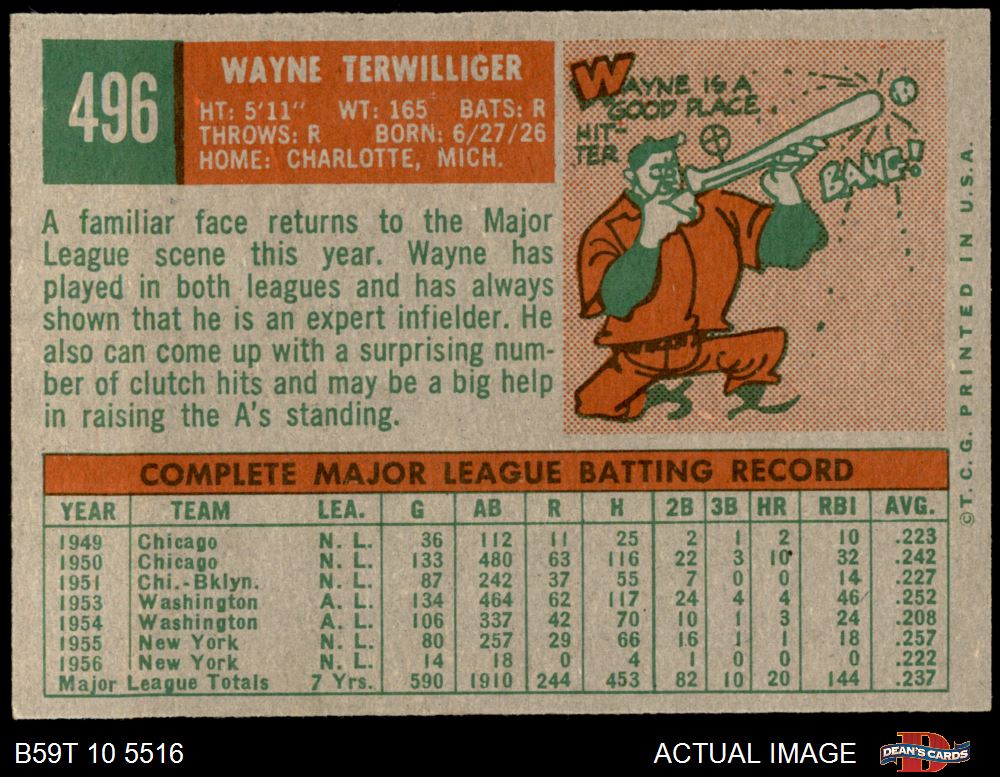 496
WAYNE TERWILLIGER
HT: 5'11" WT: 165 BATS: R
THROWS: R BORN: 6/27/26
HOME: CHARLOTTE, MICH.
A familiar face returns to the Major
League scene this year. Wayne has
played in both leagues and has always
shown that he is an expert infielder. He
also can come up with a surprising num-
ber of clutch hits and may be a big help
in raising the A's standing.
WAYNE IS A
GOOD PLACE
HIT-
TER
BANG!
© T. C. G. PRINTED IN U.S.A.
COMPLETE MAJOR LEAGUE BATTING RECORD
YEAR TEAM LEA. G AB R H 2B 3B HR RBI AVG.
1949 Chicago N. L. 36 112 11 25 2 1 2 10 .223
1950 Chicago N. L. 133 480 63 116 22 3 10 32 .242
1951 Chi.-Bklyn. N. L. 87 242 37 55 7 0 0 14 .227
1953 Washington A. L. 134 464 62 117 24 4 4 46 .252
1954 Washington A. L. 106 337 42 70 10 1 3 24 .208
1955 New York N. L. 80 257 29 66 16 1 1 18 .257
1956 New York N. L. 14 18 0 4 1 0 0 0 .222
Major League Totals 7 Yrs. 590 1910 244 453 82 10 20 144 .237
B59T 10 5516
ACTUAL IMAGE
DEAN'S CARDS